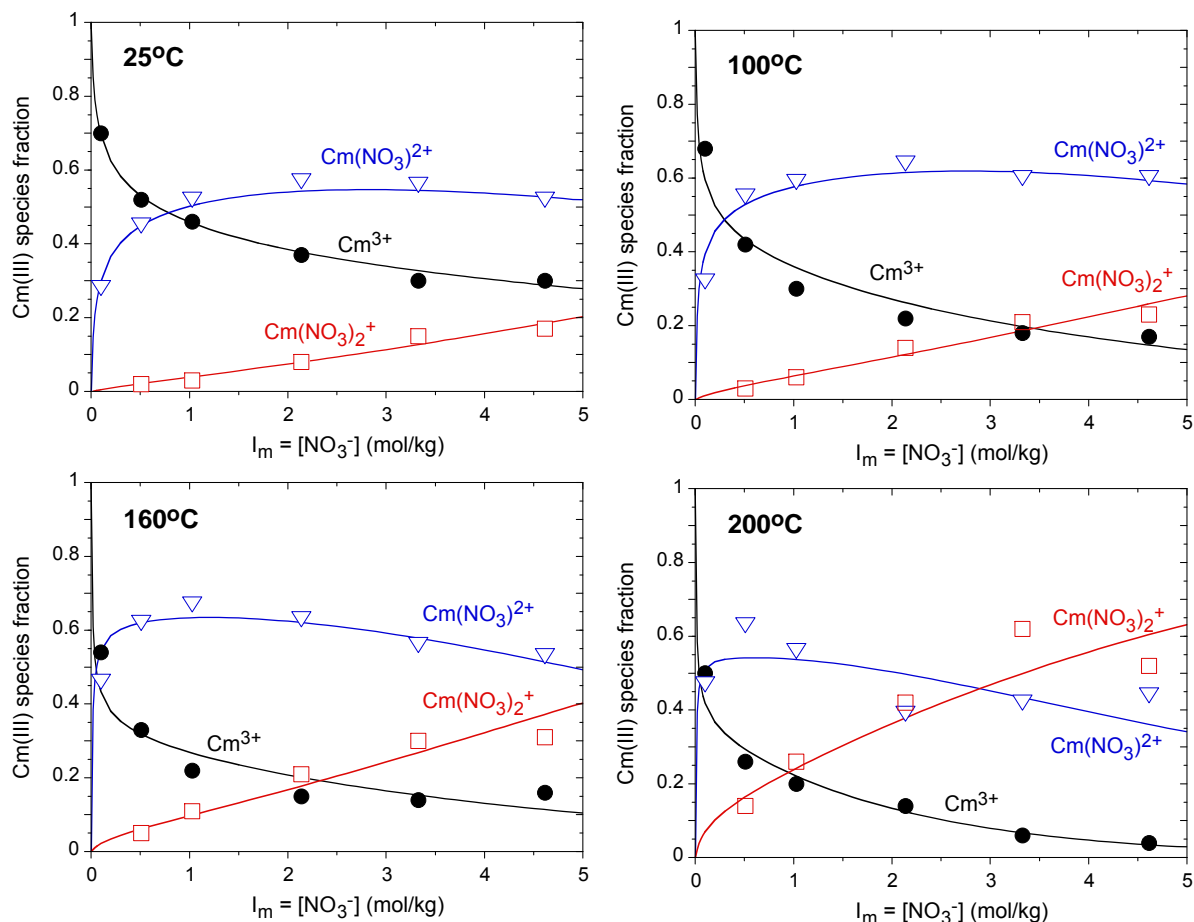 25°C
Cm(III) species fraction
1
0.8
0.6
0.4
0.2
0
Cm(NO₃)²⁺
Cm³⁺
Cm(NO₃)₂⁺
0 1 2 3 4 5
Iₘ = [NO₃⁻] (mol/kg)
100°C
Cm(III) species fraction
1
0.8
0.6
0.4
0.2
0
Cm(NO₃)²⁺
Cm³⁺
Cm(NO₃)₂⁺
0 1 2 3 4 5
Iₘ = [NO₃⁻] (mol/kg)
160°C
Cm(III) species fraction
1
0.8
0.6
0.4
0.2
0
Cm(NO₃)²⁺
Cm(NO₃)₂⁺
Cm³⁺
0 1 2 3 4 5
Iₘ = [NO₃⁻] (mol/kg)
200°C
Cm(III) species fraction
1
0.8
0.6
0.4
0.2
0
Cm(NO₃)₂⁺
Cm(NO₃)²⁺
Cm³⁺
0 1 2 3 4 5
Iₘ = [NO₃⁻] (mol/kg)